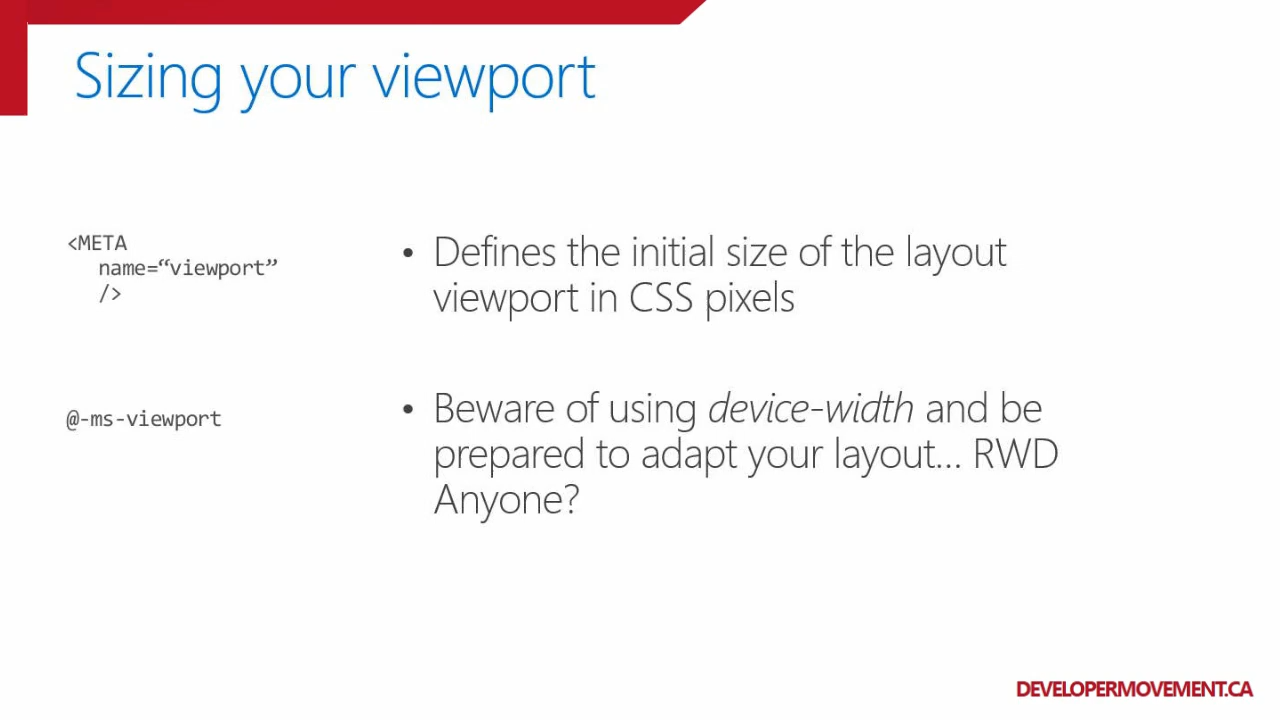 Sizing your viewport
<META
name=“viewport”
/>
• Defines the initial size of the layout
viewport in CSS pixels
@-ms-viewport
• Beware of using device-width and be
prepared to adapt your layout... RWD
Anyone?
DEVELOPERMOVEMENT.CA